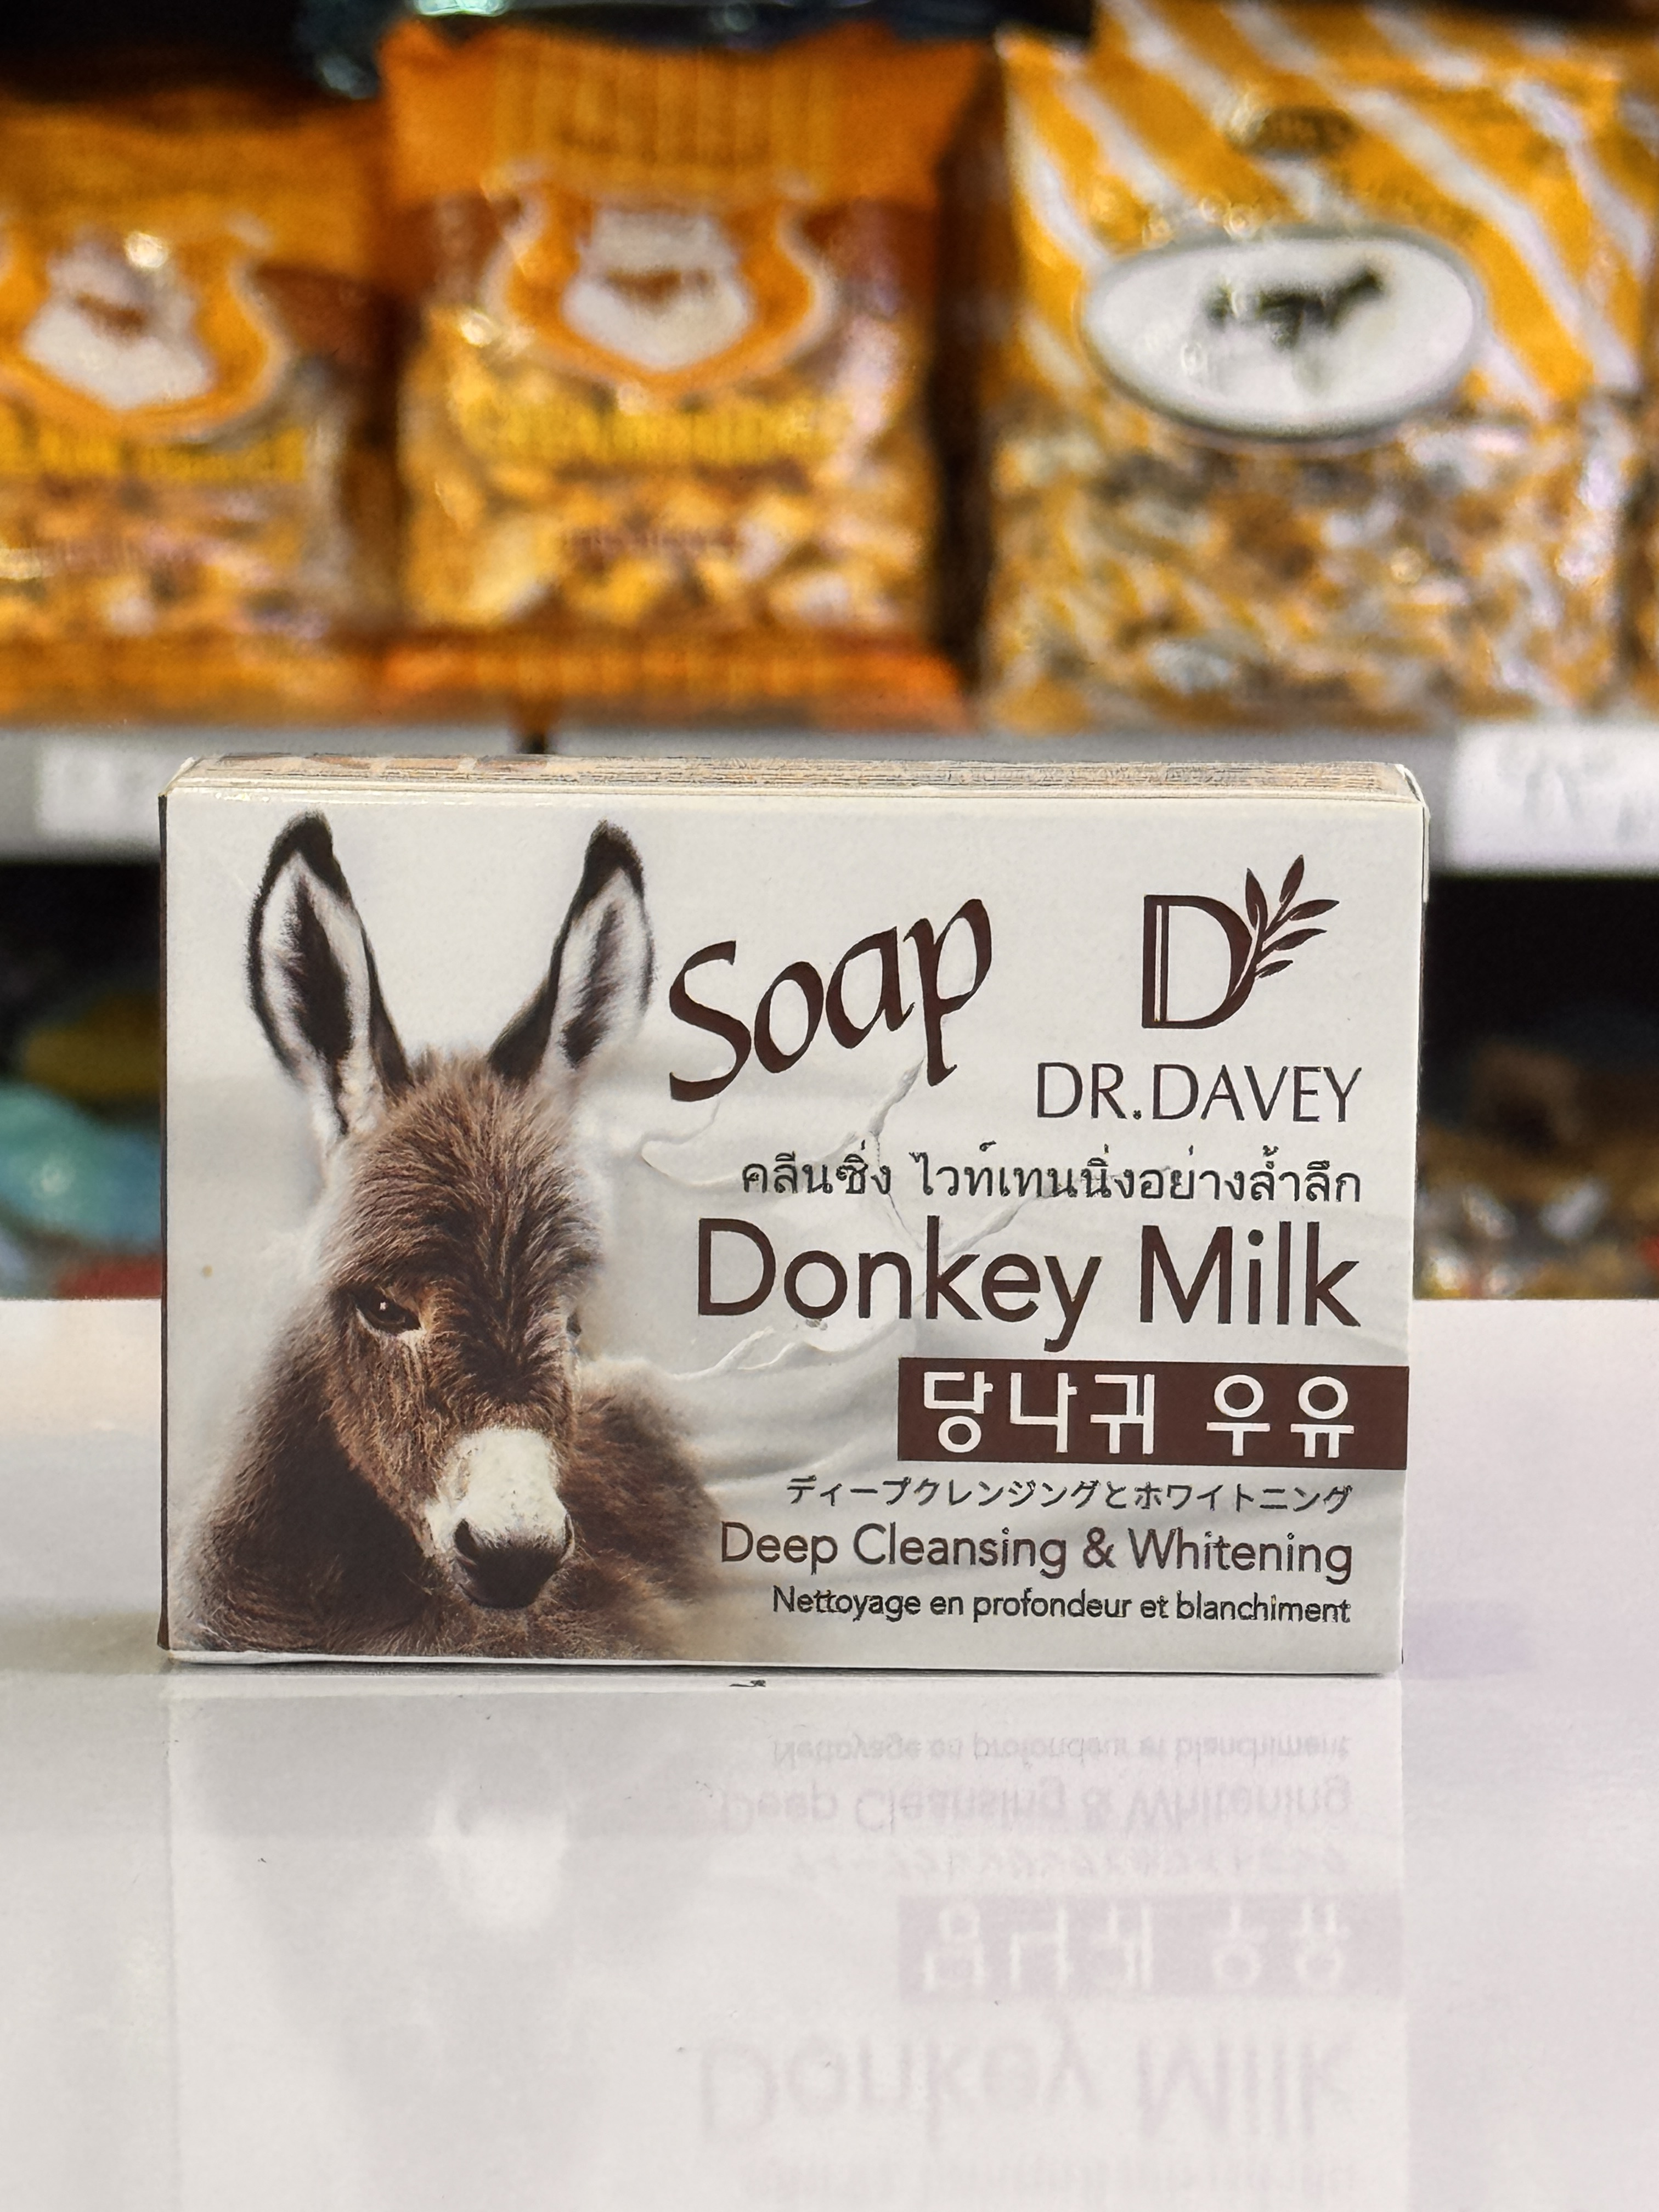 Soap
D
DR.DAVEY
คลีนซิ่ง ไวท์เทนนิ่งอย่างล้ำลึก
Donkey Milk
당나귀 우유
ディープクレンジングとホワイトニング
Deep Cleansing & Whitening
Nettoyage en profondeur et blanchiment